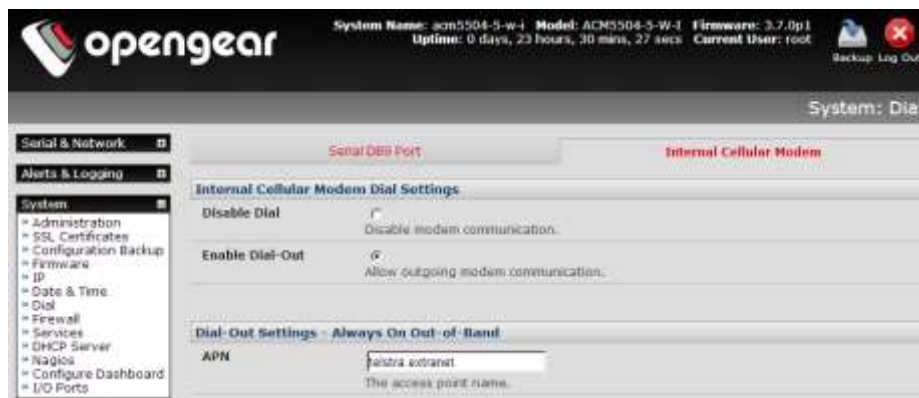 opengear
System Name: acm5504-5-w-i Model: ACM5504-5-W-I Firmware: 3.7.0p1
Uptime: 0 days, 23 hours, 30 mins, 27 secs Current User: root
Backup Log Out
System: Dia
Serial & Network
Alerts & Logging
System
Administration
SSL Certificates
Configuration Backup
Firmware
IP
Date & Time
Dial
Firewall
Services
DHCP Server
Nagios
Configure Dashboard
I/O Ports
Serial DB9 Port
Internal Cellular Modem
Internal Cellular Modem Dial Settings
Disable Dial
Disable modem communication.
Enable Dial-Out
Allow outgoing modem communication.
Dial-Out Settings - Always On Out-of-Band
APN
telstra.extranet
The access point name.